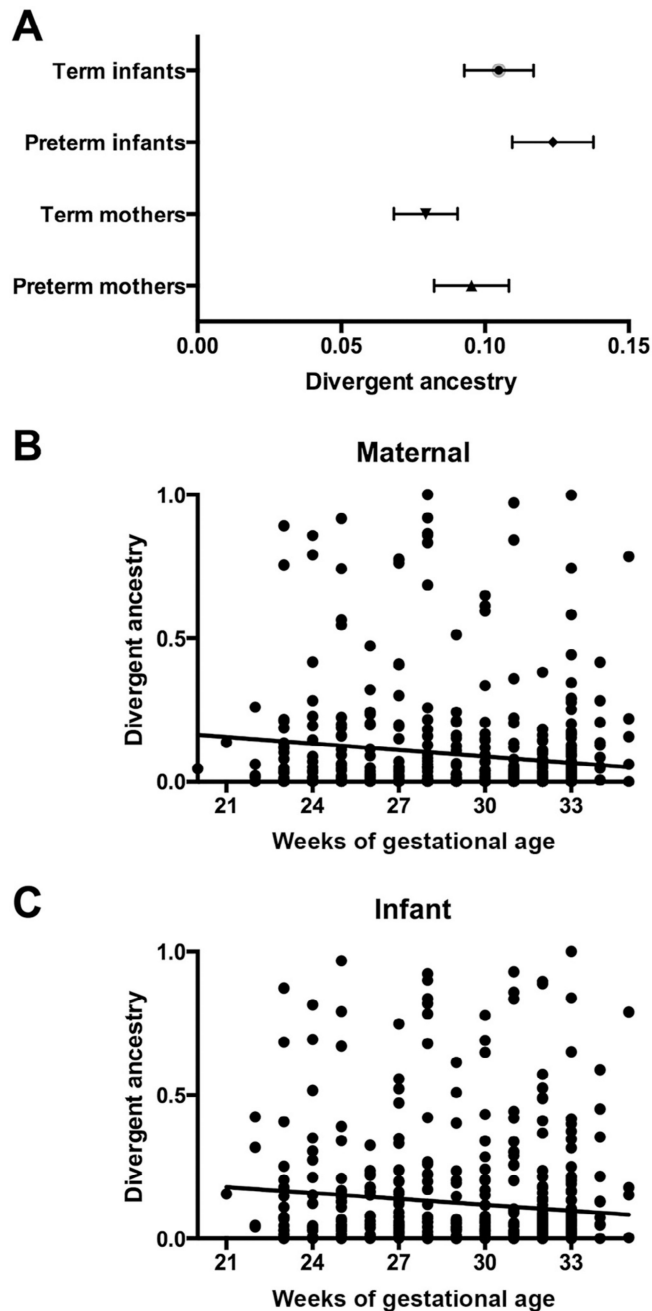 A
Term infants
Preterm infants
Term mothers
Preterm mothers
0.00 0.05 0.10 0.15
Divergent ancestry
B
Maternal
Divergent ancestry
1.0
0.5
0.0
21 24 27 30 33
Weeks of gestational age
C
Infant
Divergent ancestry
1.0
0.5
0.0
21 24 27 30 33
Weeks of gestational age